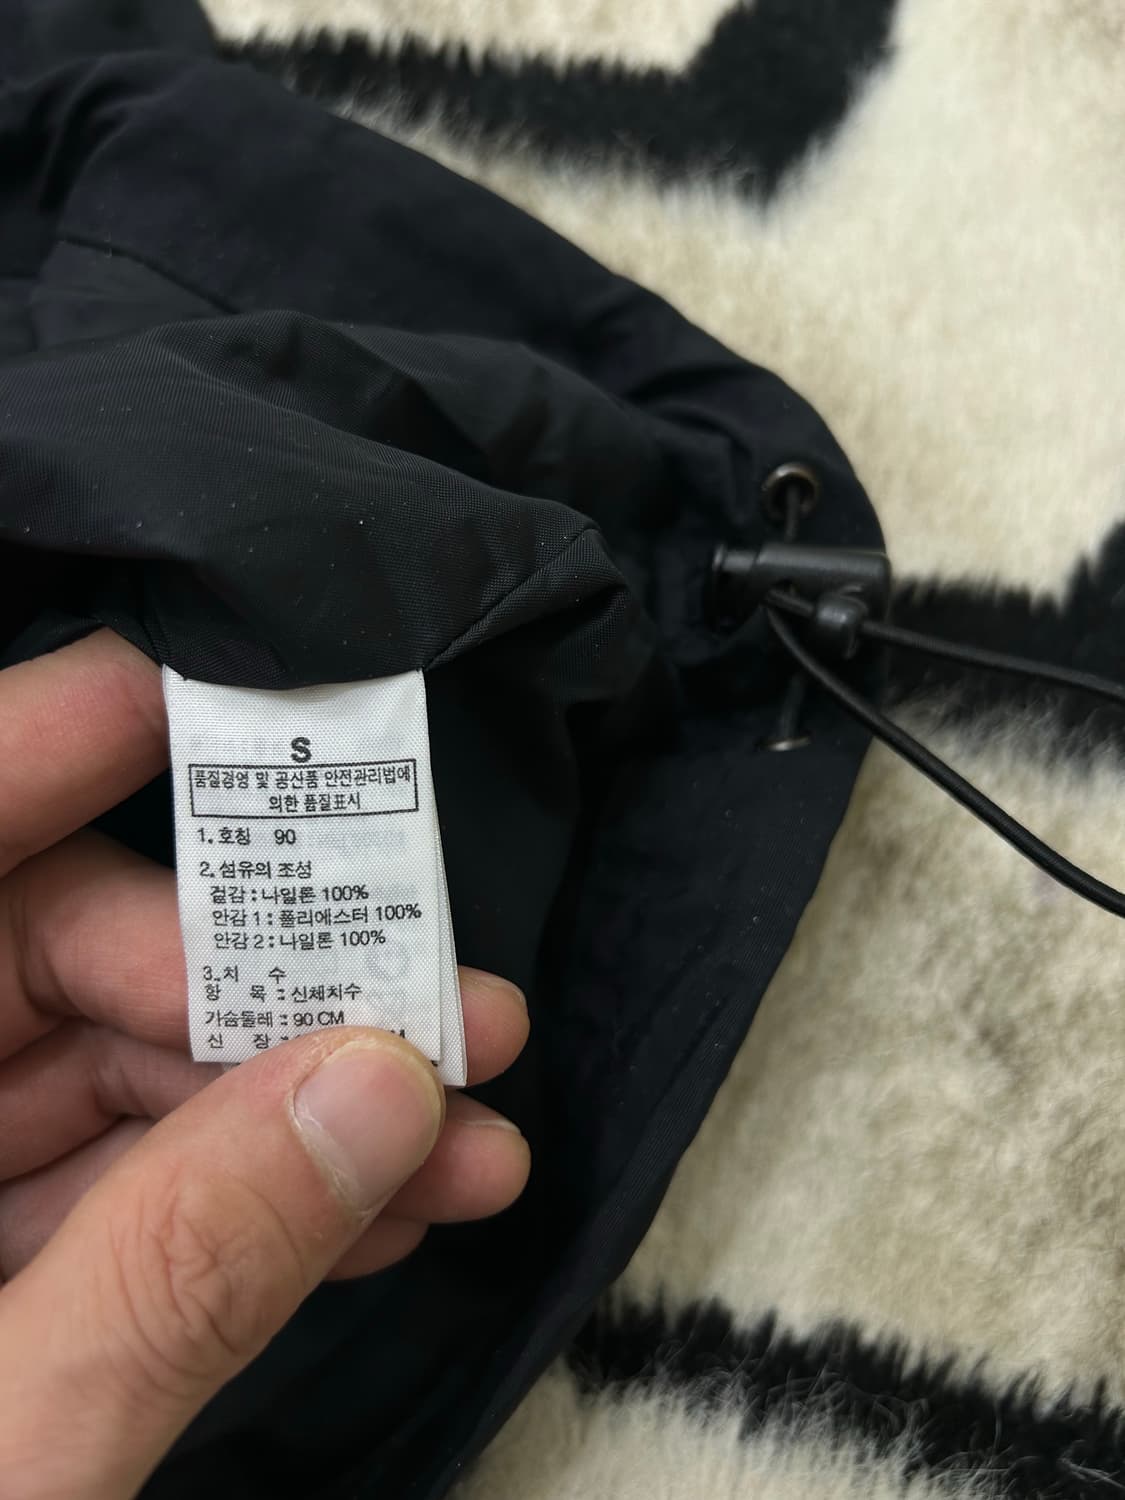 S
품질경영 및 공산품 안전관리법에
의한 품질표시
1. 호칭 90
2. 섬유의 조성
겉감 : 나일론 100%
안감 1 : 폴리에스터 100%
안감 2 : 나일론 100%
3. 치 수
항 목 : 신체치수
가슴둘레 : 90 CM
신 장 :